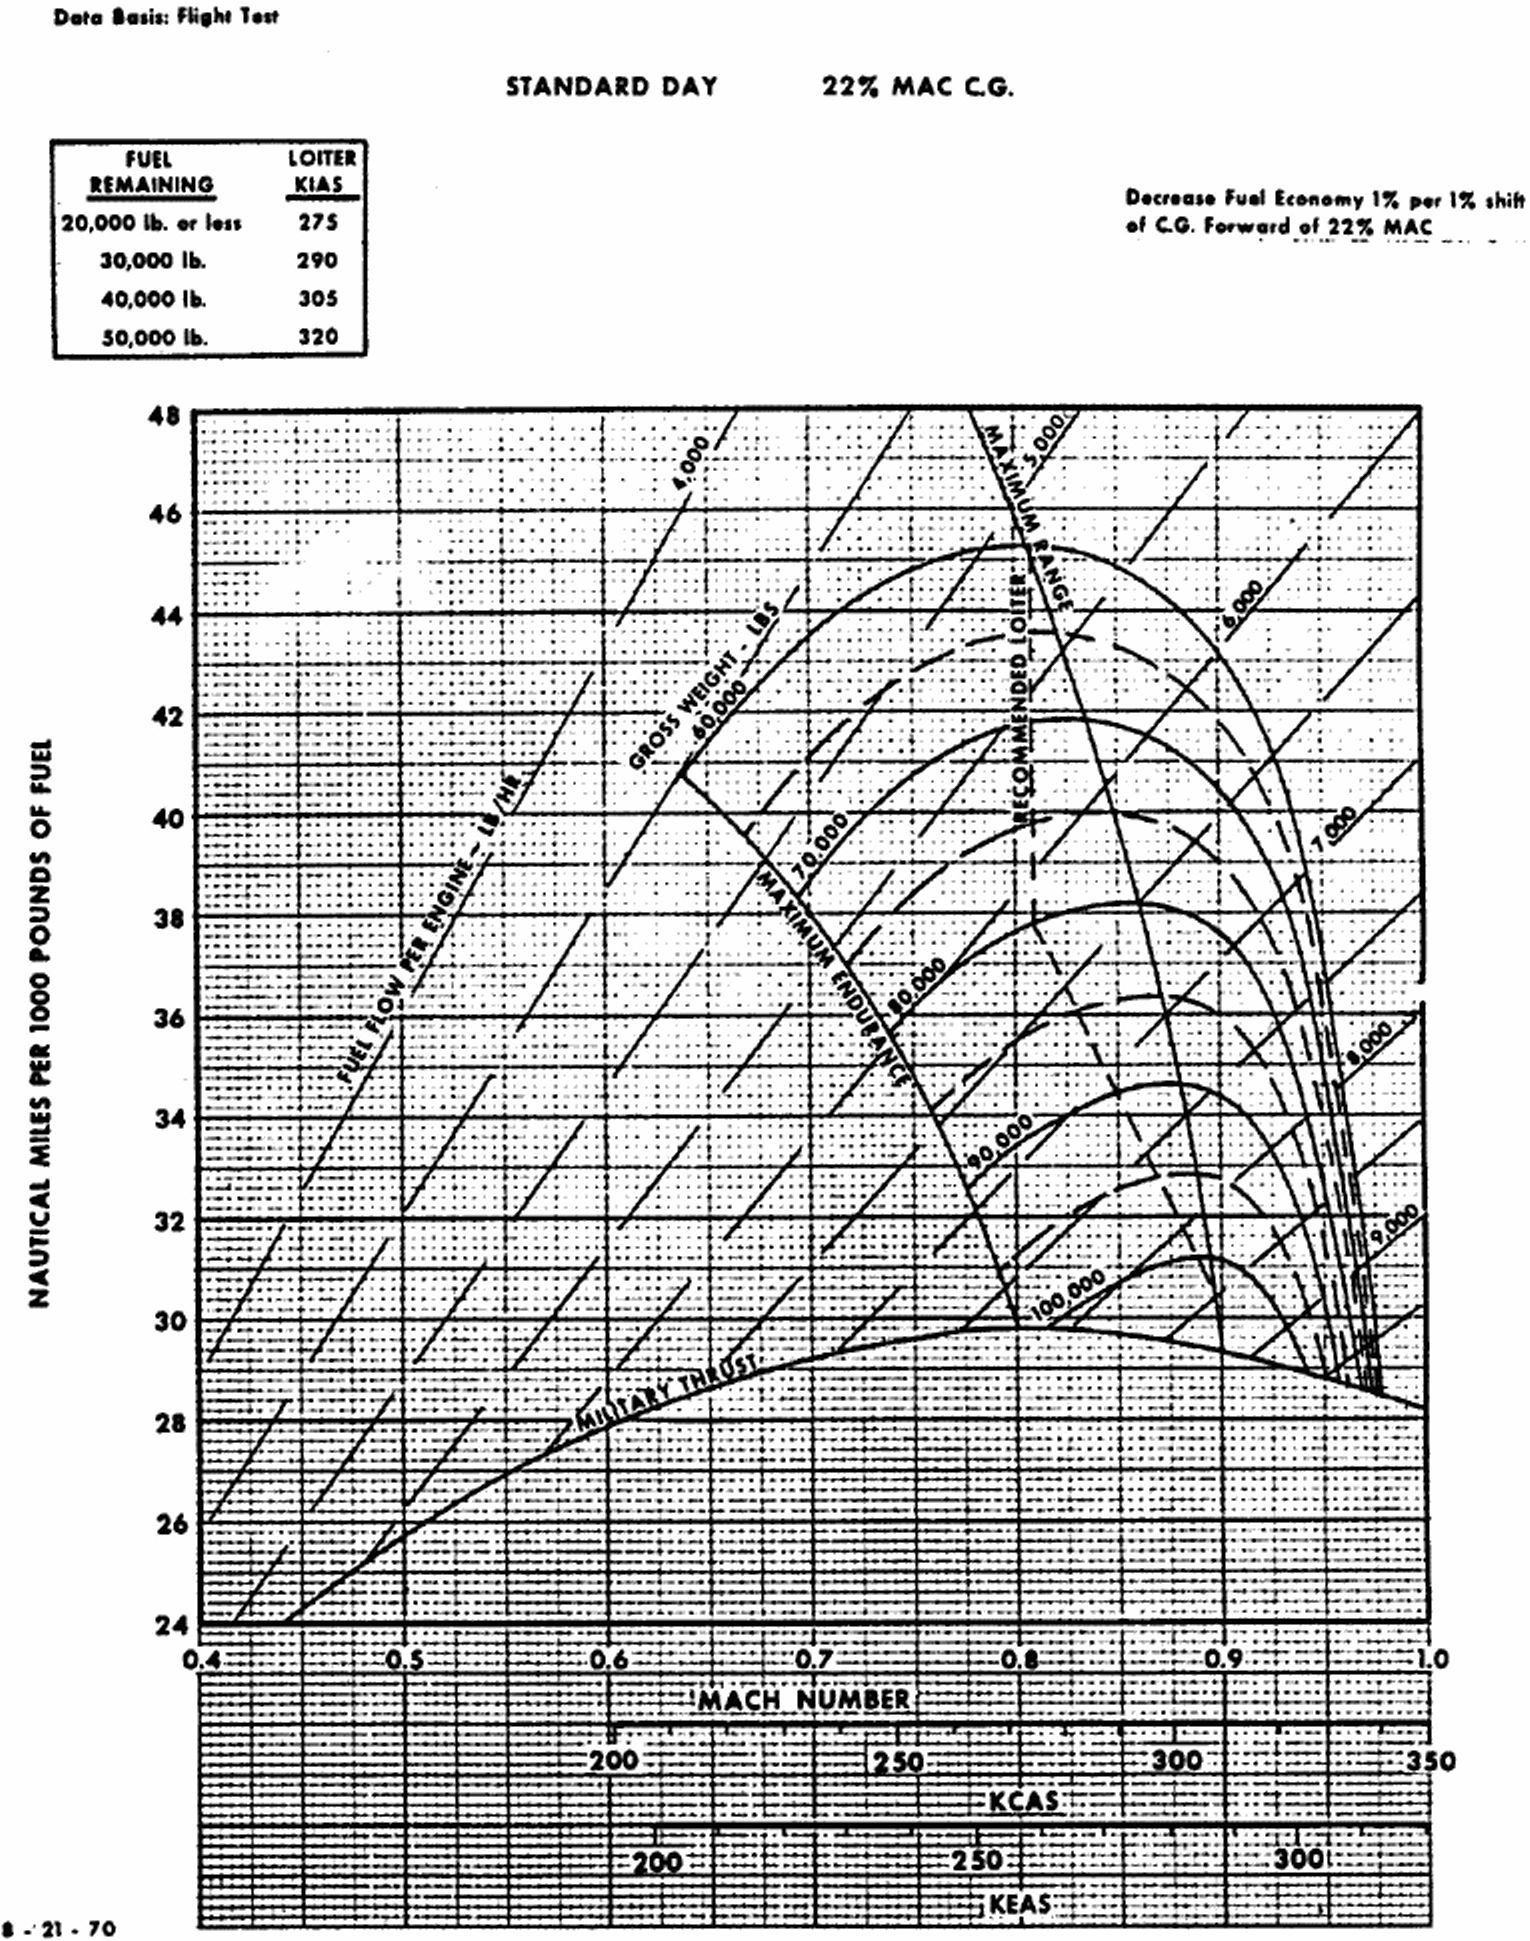 Data Basis: Flight Test
STANDARD DAY 22% MAC C.G.
FUEL REMAINING LOITER KIAS
20,000 lb. or less 275
30,000 lb. 290
40,000 lb. 305
50,000 lb. 320
Decrease Fuel Economy 1% per 1% shift
of C.G. Forward of 22% MAC
NAUTICAL MILES PER 1000 POUNDS OF FUEL
48
46
44
42
40
38
36
34
32
30
28
26
24
FUEL FLOW PER ENGINE ~ LB/HR
4,000
5,000
6,000
7,000
8,000
9,000
GROSS WEIGHT - LBS
60,000
70,000
80,000
90,000
100,000
MAXIMUM RANGE
RECOMMENDED LOITER
MAXIMUM ENDURANCE
MILITARY THRUST
0.4 0.5 0.6 0.7 0.8 0.9 1.0
MACH NUMBER
200 250 300 350
KCAS
200 250 300
KEAS
8 - 21 - 70